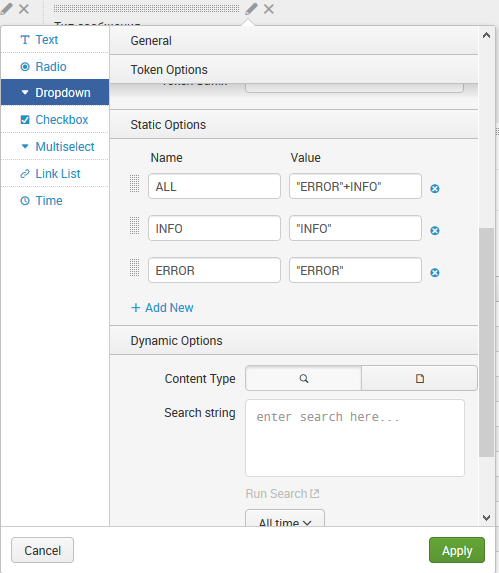 Text
Radio
Dropdown
Checkbox
Multiselect
Link List
Time
General
Token Options
Static Options
Name Value
ALL "ERROR"+INFO"
INFO "INFO"
ERROR "ERROR"
+ Add New
Dynamic Options
Content Type
Search string enter search here...
Run Search
All time
Cancel Apply